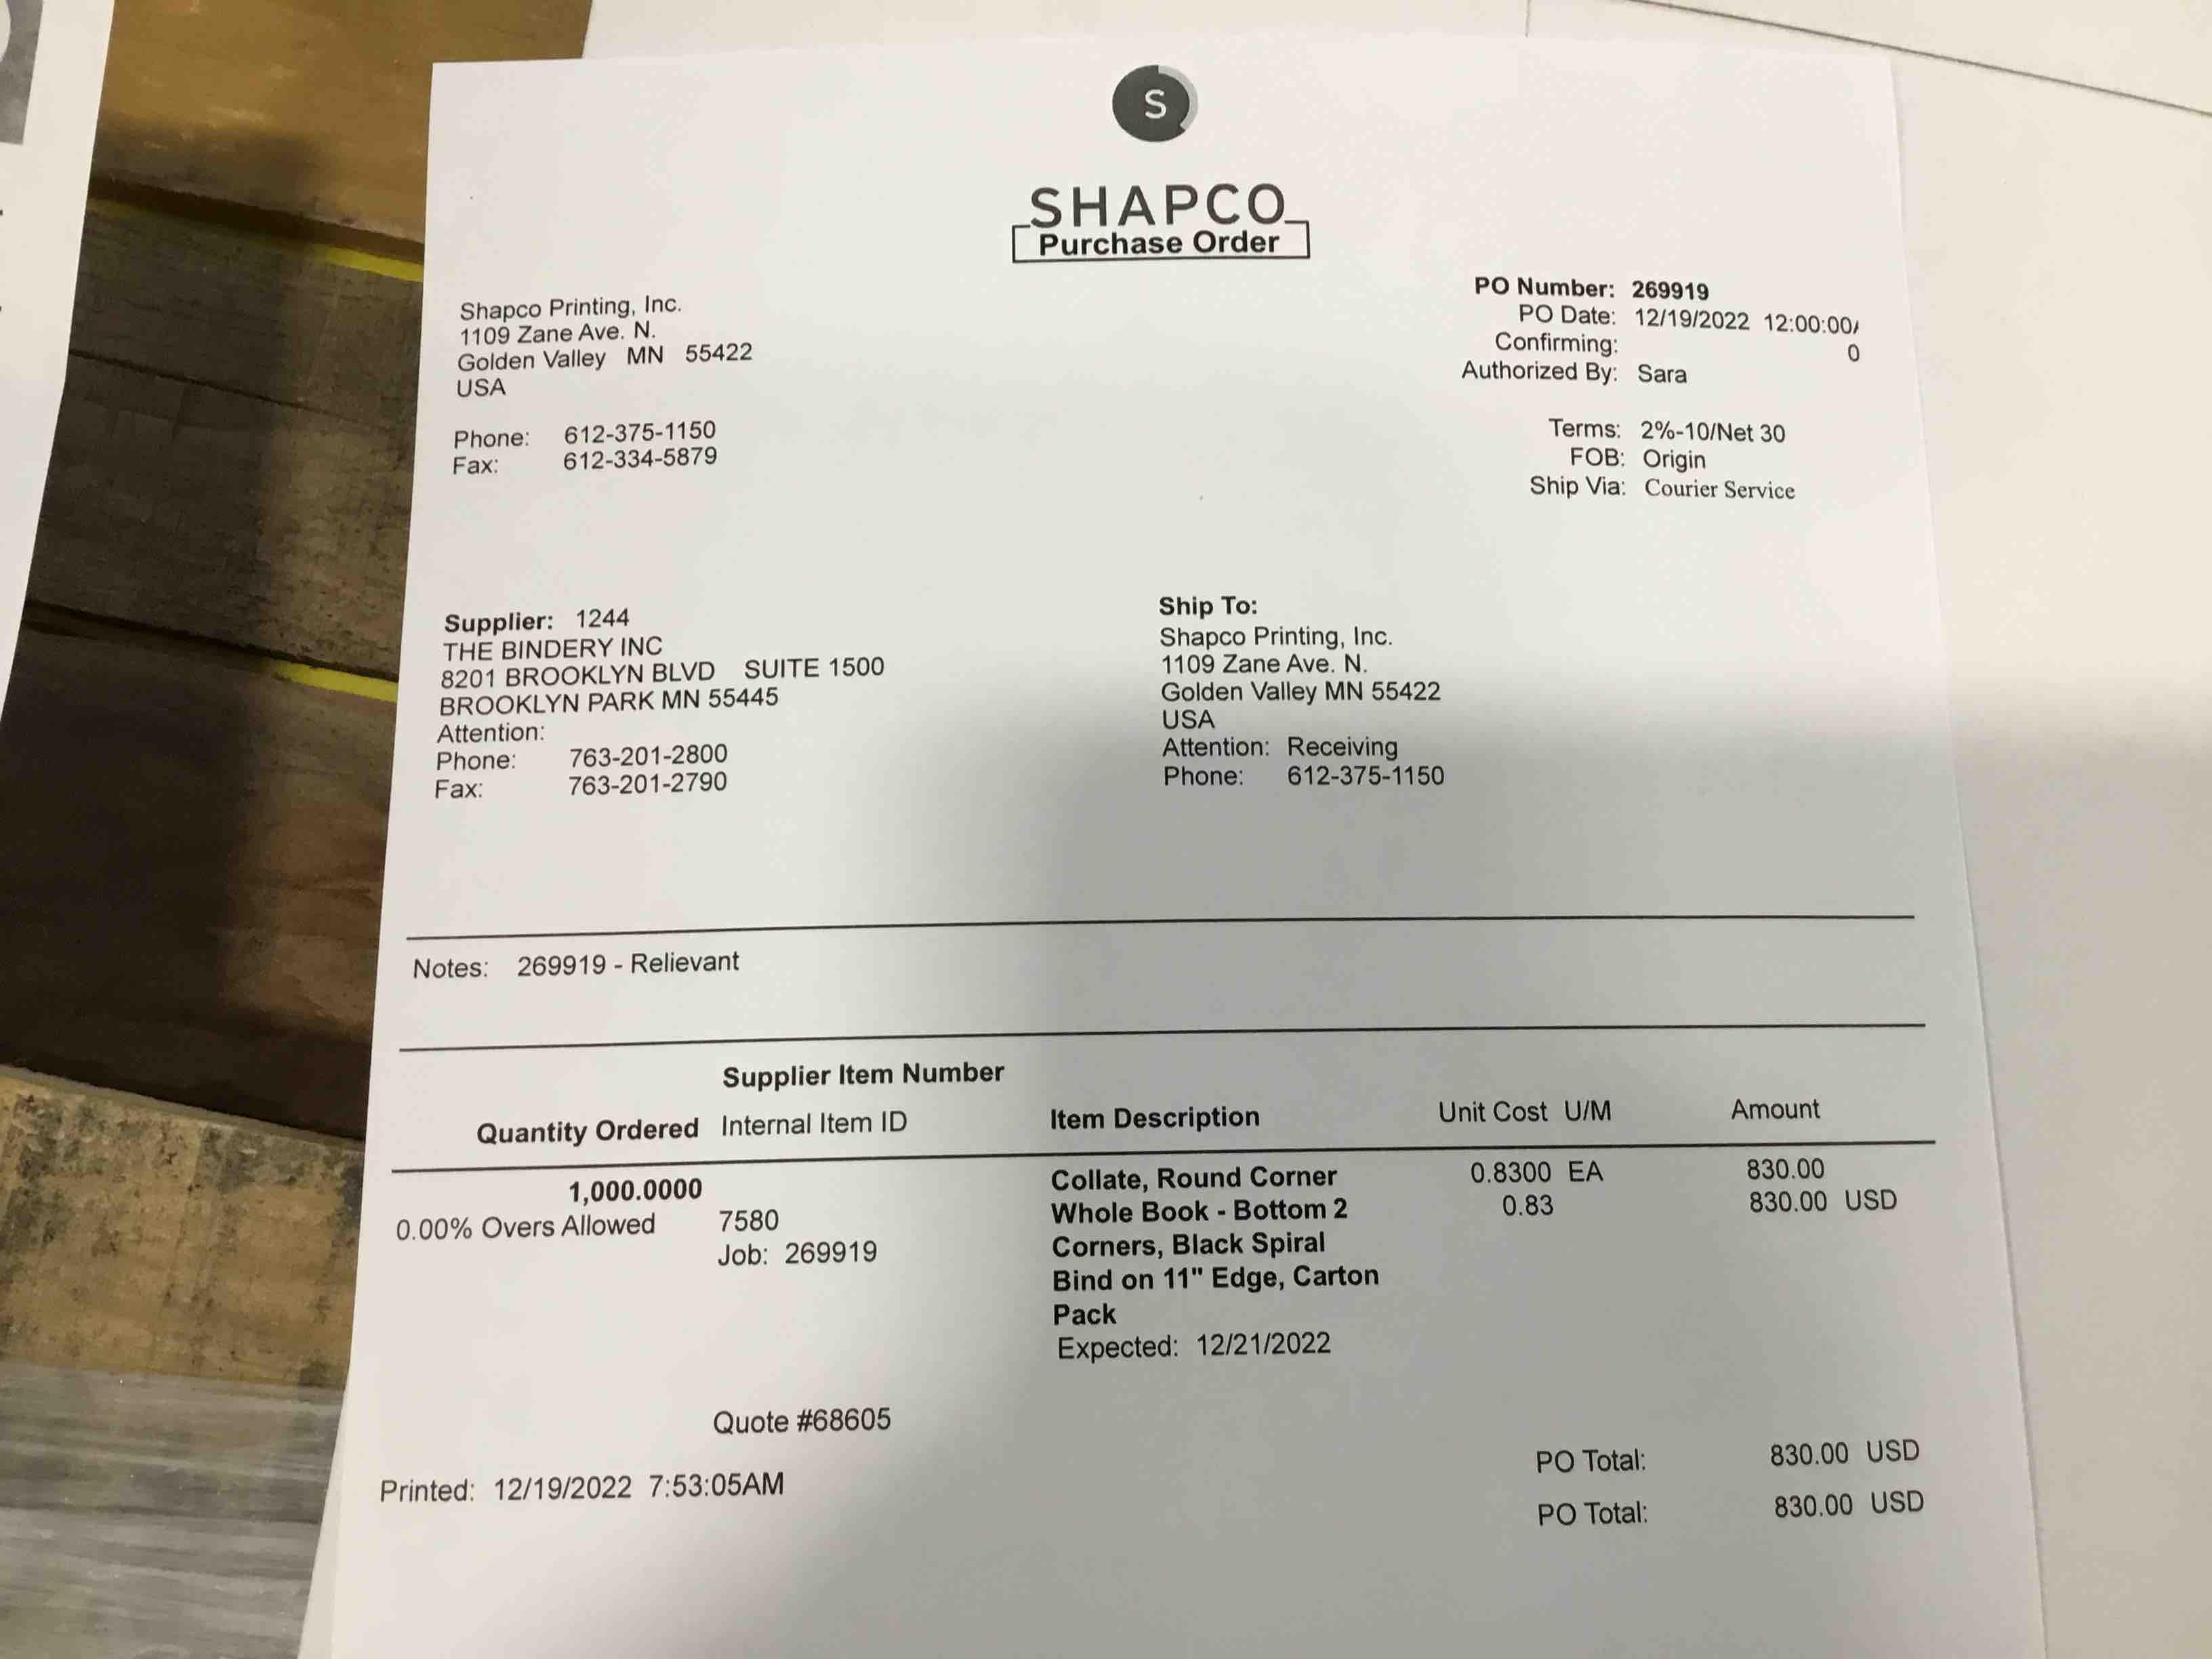 S
SHAPCO
Purchase Order
Shapco Printing, Inc.
1109 Zane Ave. N.
Golden Valley MN 55422
USA
Phone: 612-375-1150
Fax: 612-334-5879
PO Number: 269919
PO Date: 12/19/2022 12:00:00
Confirming: 0
Authorized By: Sara
Terms: 2%-10/Net 30
FOB: Origin
Ship Via: Courier Service
Supplier: 1244
THE BINDERY INC
8201 BROOKLYN BLVD SUITE 1500
BROOKLYN PARK MN 55445
Attention:
Phone: 763-201-2800
Fax: 763-201-2790
Ship To:
Shapco Printing, Inc.
1109 Zane Ave. N.
Golden Valley MN 55422
USA
Attention: Receiving
Phone: 612-375-1150
Notes: 269919 - Relievant
Supplier Item Number
Quantity Ordered Internal Item ID Item Description Unit Cost U/M Amount
1,000.0000 Collate, Round Corner 0.8300 EA 830.00
0.00% Overs Allowed 7580 Whole Book - Bottom 2 0.83 830.00 USD
Job: 269919 Corners, Black Spiral
Bind on 11" Edge, Carton
Pack
Expected: 12/21/2022
Quote #68605
PO Total: 830.00 USD
Printed: 12/19/2022 7:53:05AM
PO Total: 830.00 USD